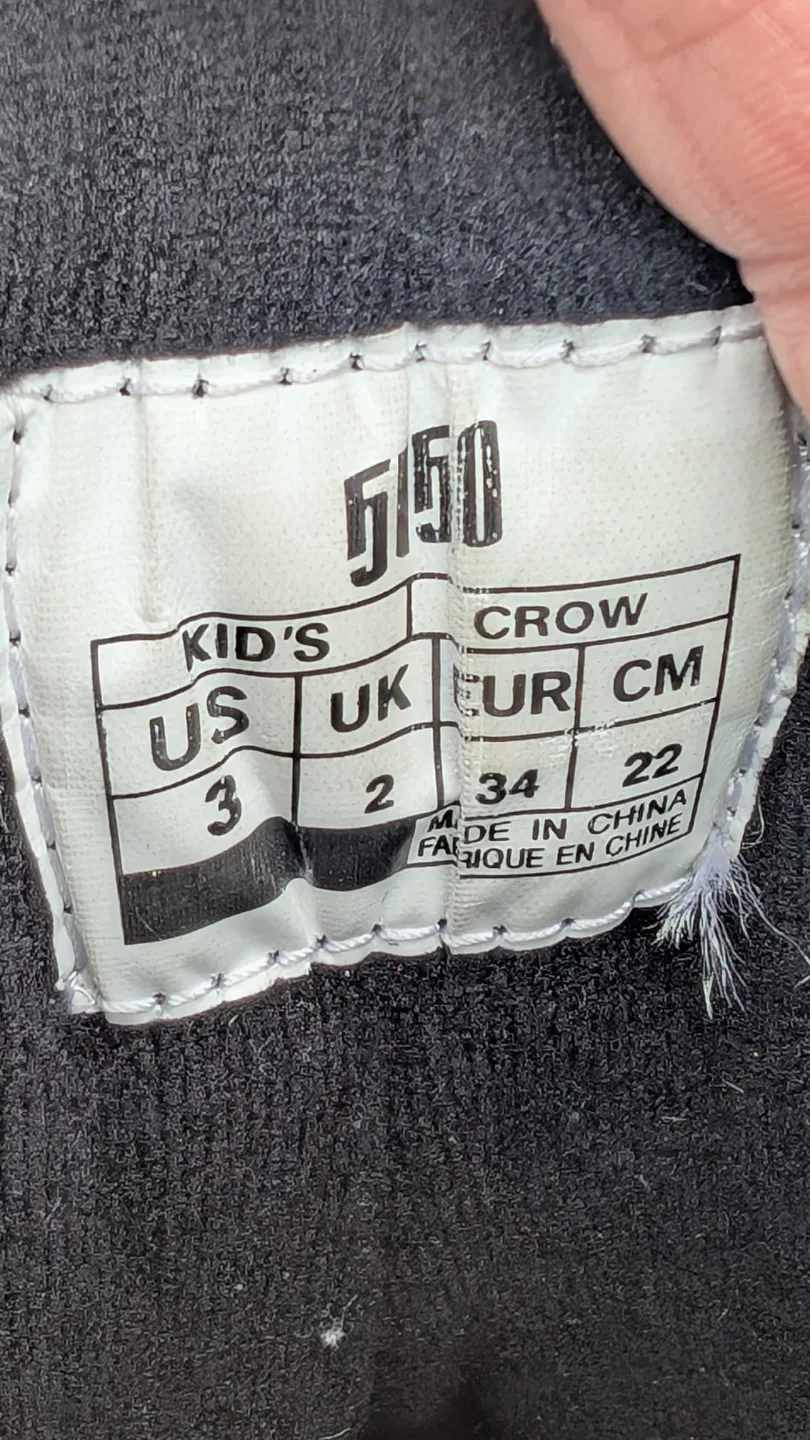 5150
KID'S CROW
US UK EUR CM
3 2 34 22
MADE IN CHINA
FABRIQUE EN CHINE